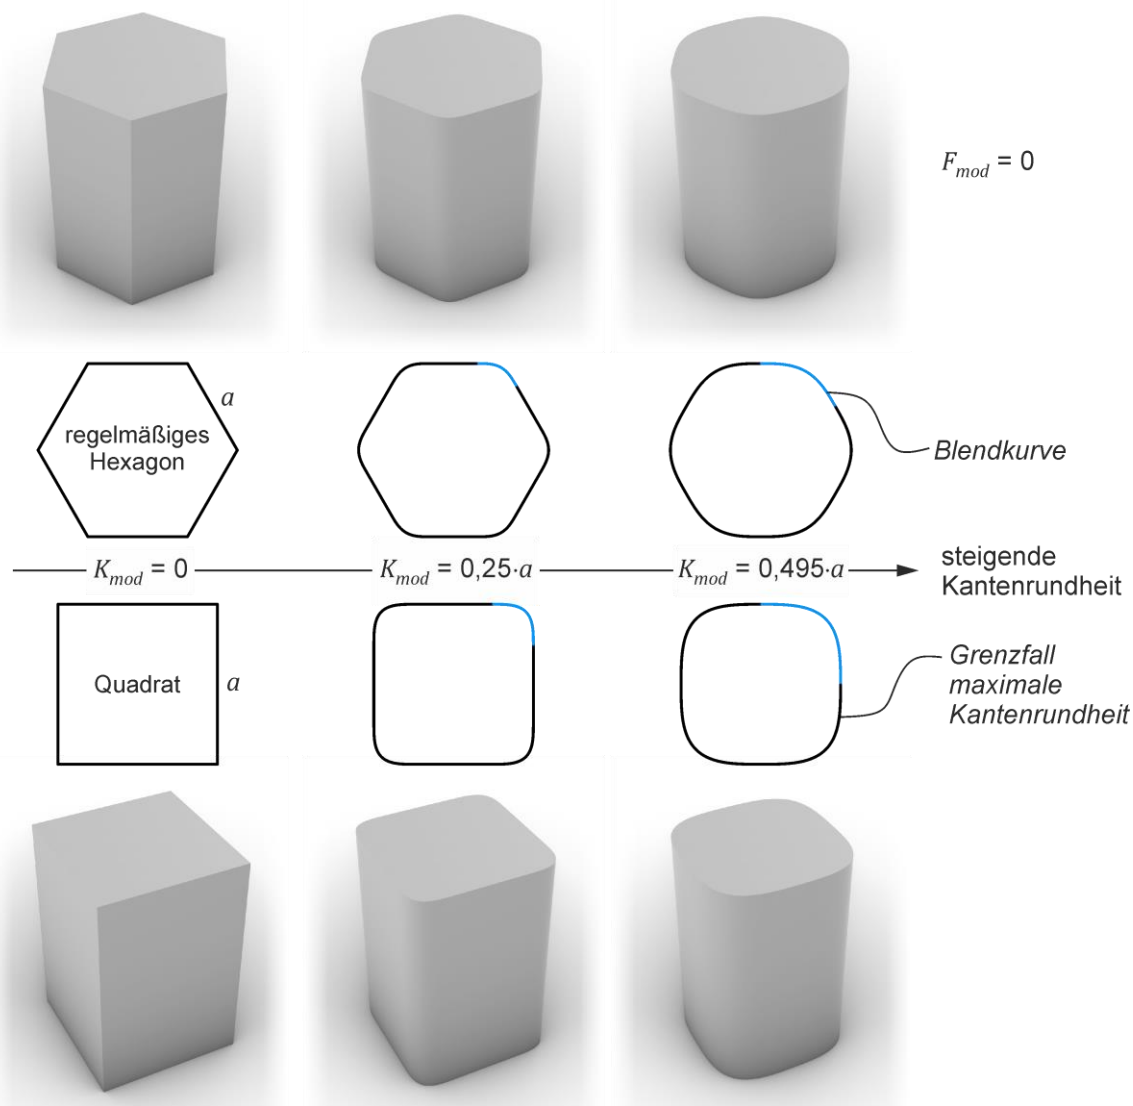 F_mod = 0
a
regelmäßiges
Hexagon
Blendkurve
K_mod = 0
K_mod = 0,25·a
K_mod = 0,495·a
steigende
Kantenrundheit
Quadrat
a
Grenzfall
maximale
Kantenrundheit